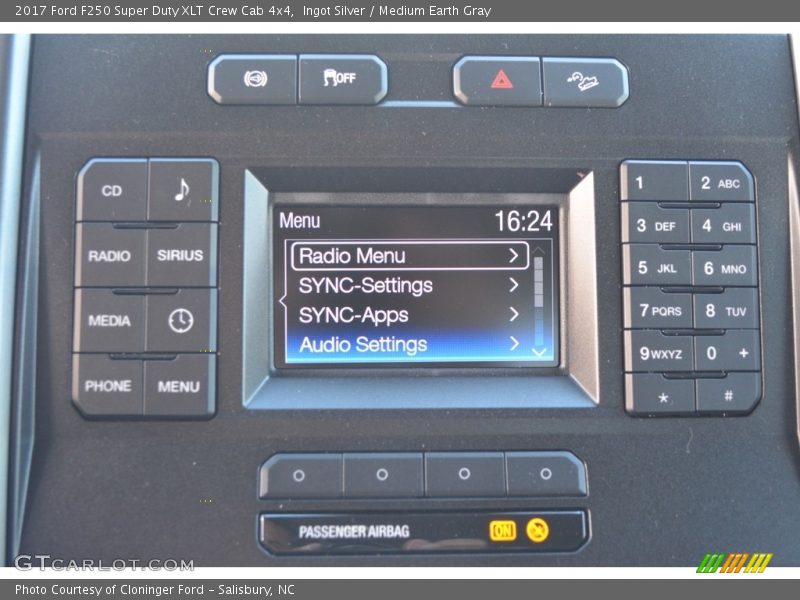 2017 Ford F250 Super Duty XLT Crew Cab 4x4, Ingot Silver / Medium Earth Gray
OFF
CD
RADIO SIRIUS
MEDIA
PHONE MENU
Menu 16:24
Radio Menu
SYNC-Settings
SYNC-Apps
Audio Settings
1 2 ABC
3 DEF 4 GHI
5 JKL 6 MNO
7 PQRS 8 TUV
9 WXYZ 0 +
* #
PASSENGER AIRBAG ON
GTCARLOT.COM
Photo Courtesy of Cloninger Ford - Salisbury, NC